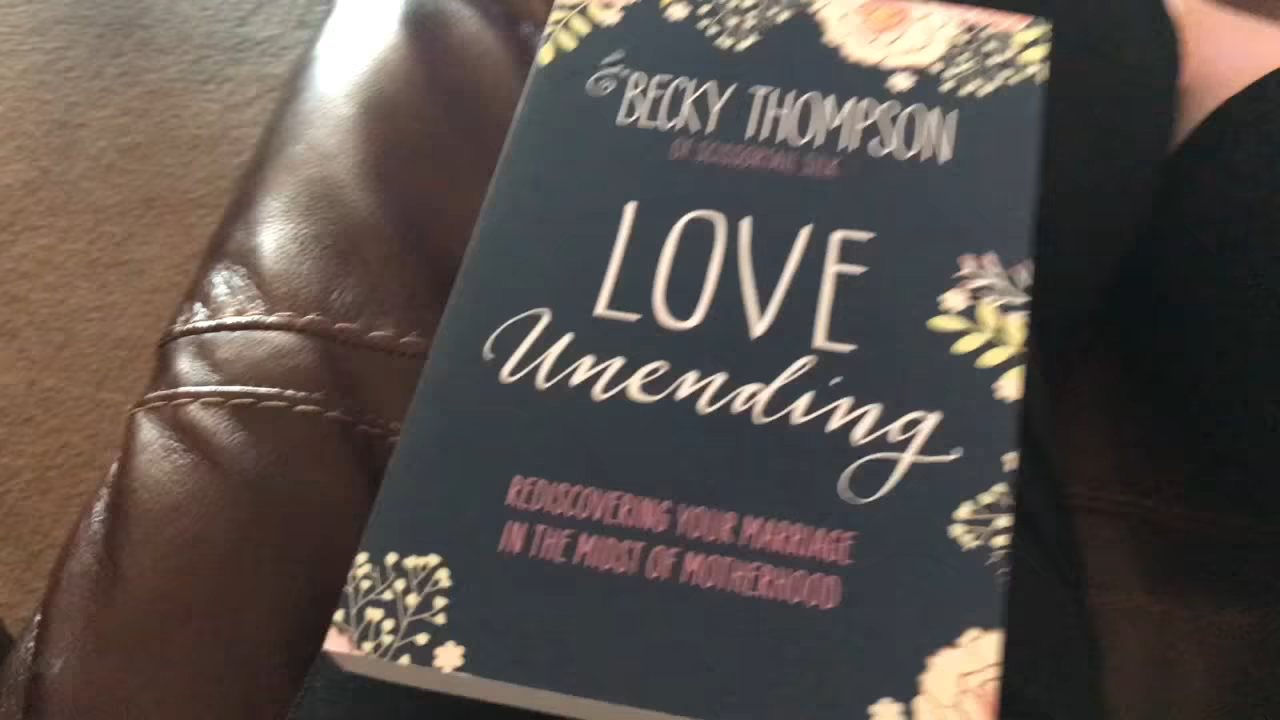 BECKY THOMPSON
LOVE
Unending
REDISCOVERING YOUR MARRIAGE
IN THE MIDST OF MOTHERHOOD